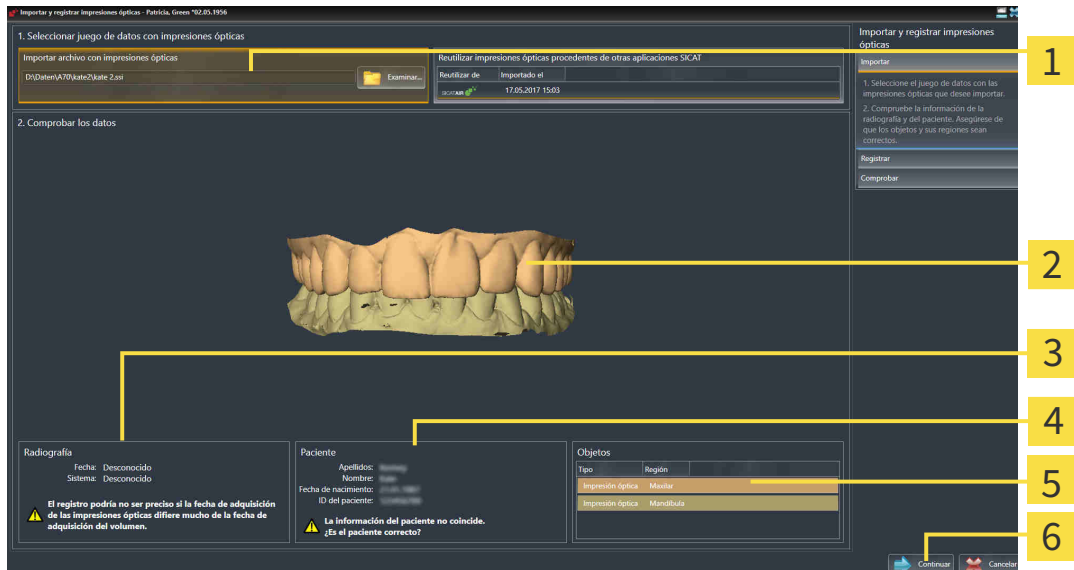 Importar y registrar impresiones ópticas - Patricia, Green *02.05.1956
1. Seleccionar juego de datos con impresiones ópticas
Importar archivo con impresiones ópticas
D:\Daten\A70\kate2\kate 2.ssi
Examinar...
Reutilizar impresiones ópticas procedentes de otras aplicaciones SICAT
Reutilizar de Importado el
SICATAIR 17.05.2017 15:03
2. Comprobar los datos
Radiografía
Fecha: Desconocido
Sistema: Desconocido
El registro podría no ser preciso si la fecha de adquisición
de las impresiones ópticas difiere mucho de la fecha de
adquisición del volumen.
Paciente
Apellidos:
Nombre:
Fecha de nacimiento:
ID del paciente:
La información del paciente no coincide.
¿Es el paciente correcto?
Objetos
Tipo Región
Impresión óptica Maxilar
Impresión óptica Mandíbula
Importar y registrar impresiones
ópticas
Importar
1. Seleccione el juego de datos con las
impresiones ópticas que desee importar.
2. Compruebe la información de la
radiografía y del paciente. Asegúrese de
que los objetos y sus regiones sean
correctos.
Registrar
Comprobar
Continuar
Cancelar
1
2
3
4
5
6